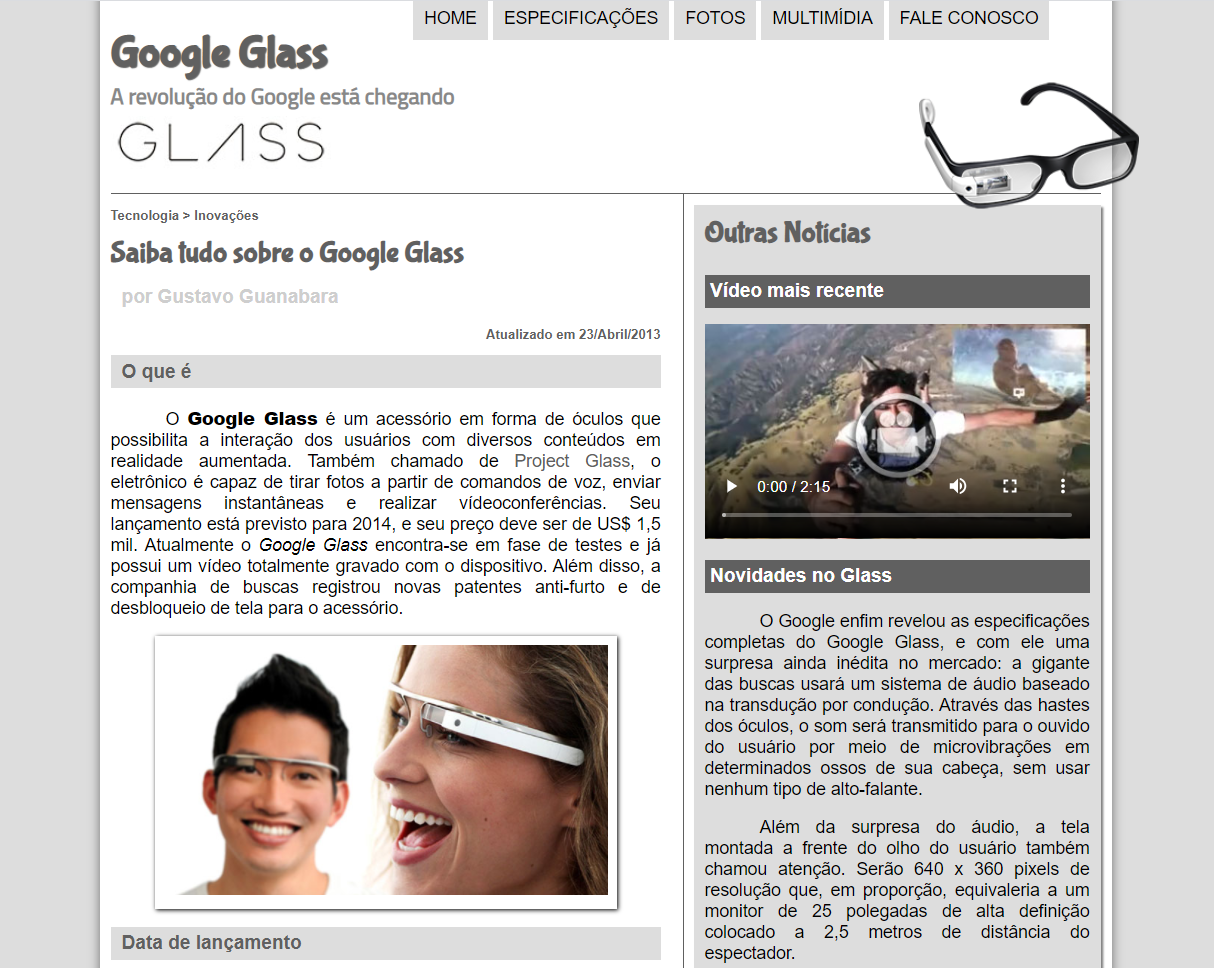 HOME
ESPECIFICAÇÕES
FOTOS
MULTIMÍDIA
FALE CONOSCO
Google Glass
A revolução do Google está chegando
GLASS
Tecnologia > Inovações
Saiba tudo sobre o Google Glass
por Gustavo Guanabara
Atualizado em 23/Abril/2013
O que é
O Google Glass é um acessório em forma de óculos que
possibilita a interação dos usuários com diversos conteúdos em
realidade aumentada. Também chamado de Project Glass, o
eletrônico é capaz de tirar fotos a partir de comandos de voz, enviar
mensagens instantâneas e realizar vídeoconferências. Seu
lançamento está previsto para 2014, e seu preço deve ser de US$ 1,5
mil. Atualmente o Google Glass encontra-se em fase de testes e já
possui um vídeo totalmente gravado com o dispositivo. Além disso, a
companhia de buscas registrou novas patentes anti-furto e de
desbloqueio de tela para o acessório.
Data de lançamento
Outras Notícias
Vídeo mais recente
0:00 / 2:15
Novidades no Glass
O Google enfim revelou as especificações
completas do Google Glass, e com ele uma
surpresa ainda inédita no mercado: a gigante
das buscas usará um sistema de áudio baseado
na transdução por condução. Através das hastes
dos óculos, o som será transmitido para o ouvido
do usuário por meio de microvibrações em
determinados ossos de sua cabeça, sem usar
nenhum tipo de alto-falante.
Além da surpresa do áudio, a tela
montada a frente do olho do usuário também
chamou atenção. Serão 640 x 360 pixels de
resolução que, em proporção, equivaleria a um
monitor de 25 polegadas de alta definição
colocado a 2,5 metros de distância do
espectador.